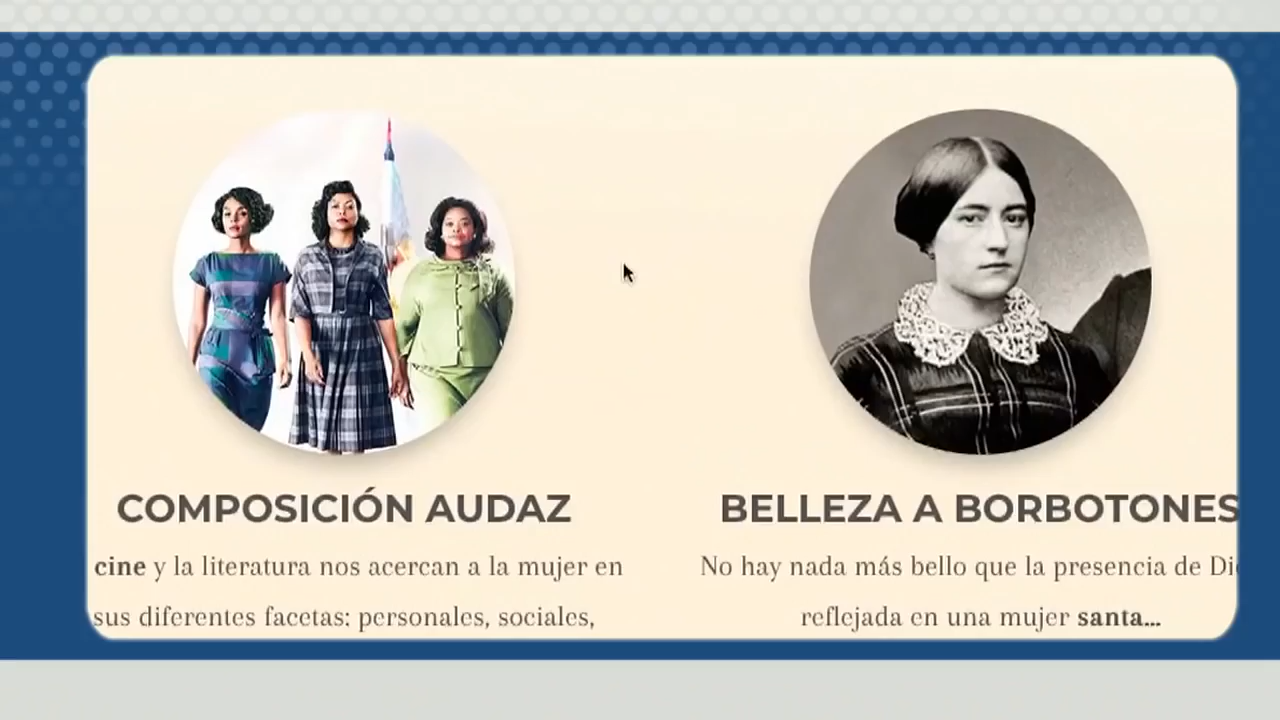 COMPOSICIÓN AUDAZ
cine y la literatura nos acercan a la mujer en
sus diferentes facetas: personales, sociales,
BELLEZA A BORBOTONES
No hay nada más bello que la presencia de
reflejada en una mujer santa...